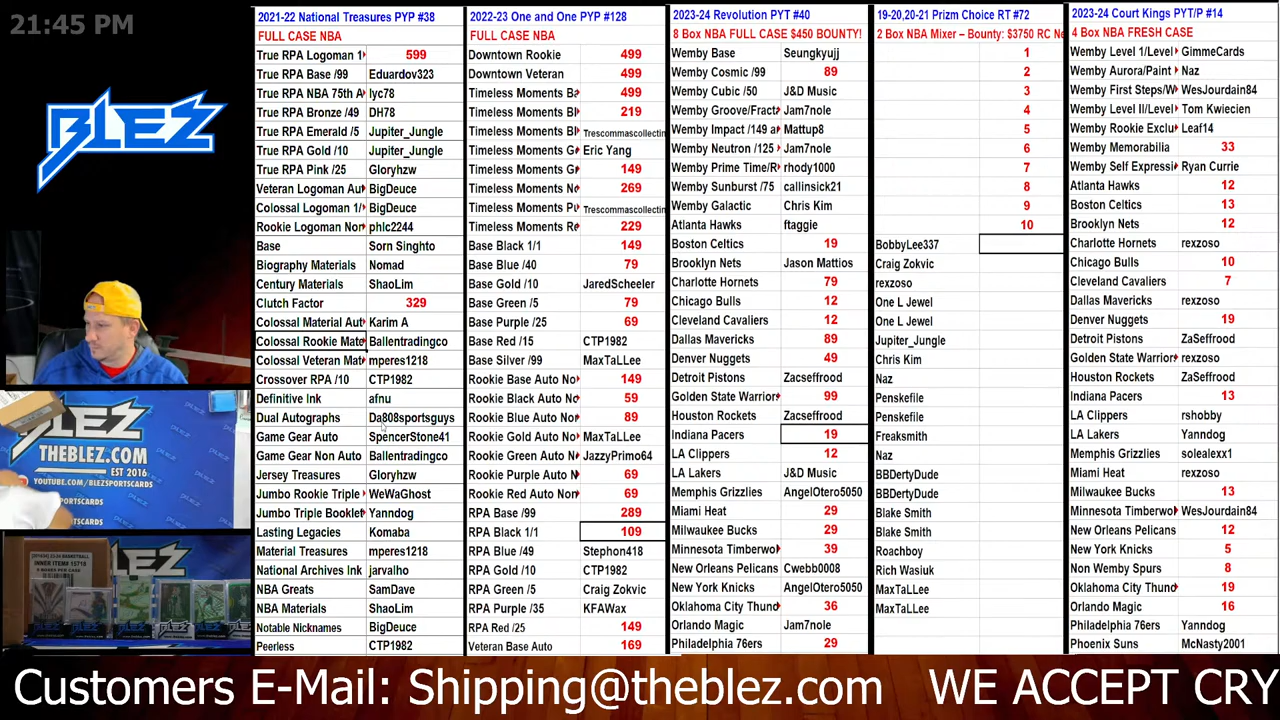 21:45 PM
BLEZ
BLEZ
THEBLEZ.COM
EST 2016
YOUTUBE.COM/BLEZSPORTSCARDS
2021-22 National Treasures PYP #38
FULL CASE NBA
True RPA Logoman 1 599
True RPA Base /99 Eduardov323
True RPA NBA 75th A lyc78
True RPA Bronze /49 DH78
True RPA Emerald /5 Jupiter_Jungle
True RPA Gold /10 Jupiter_Jungle
True RPA Pink /25 Gloryhzw
Veteran Logoman Au BigDeuce
Colossal Logoman 1/ BigDeuce
Rookie Logoman Nor phlc2244
Base Sorn Singhto
Biography Materials Nomad
Century Materials ShaoLim
Clutch Factor 329
Colossal Material Aut Karim A
Colossal Rookie Mate Ballentradingco
Colossal Veteran Mat mperes1218
Crossover RPA /10 CTP1982
Definitive Ink afnu
Dual Autographs Da808sportsguys
Game Gear Auto SpencerStone41
Game Gear Non Auto Ballentradingco
Jersey Treasures Gloryhzw
Jumbo Rookie Triple WeWaGhost
Jumbo Triple Booklet Yanndog
Lasting Legacies Komaba
Material Treasures mperes1218
National Archives Ink jarvalho
NBA Greats SamDave
NBA Materials ShaoLim
Notable Nicknames BigDeuce
Peerless CTP1982
2022-23 One and One PYP #128
FULL CASE NBA
Downtown Rookie 499
Downtown Veteran 499
Timeless Moments Ba 499
Timeless Moments Bl 219
Timeless Moments Bl Trescommascollectin
Timeless Moments G Eric Yang
Timeless Moments G 149
Timeless Moments No 269
Timeless Moments Pu Trescommascollectin
Timeless Moments Re 229
Base Black 1/1 149
Base Blue /40 79
Base Gold /10 JaredScheeler
Base Green /5 79
Base Purple /25 69
Base Red /15 CTP1982
Base Silver /99 MaxTaLLee
Rookie Base Auto No 149
Rookie Black Auto No 59
Rookie Blue Auto Nor 89
Rookie Gold Auto No MaxTaLLee
Rookie Green Auto N JazzyPrimo64
Rookie Purple Auto N 69
Rookie Red Auto Non 69
RPA Base /99 289
RPA Black 1/1 109
RPA Blue /49 Stephon418
RPA Gold /10 CTP1982
RPA Green /5 Craig Zokvic
RPA Purple /35 KFAWax
RPA Red /25 149
Veteran Base Auto 169
2023-24 Revolution PYT #40
8 Box NBA FULL CASE $450 BOUNTY!
Wemby Base Seungkyujj
Wemby Cosmic /99 89
Wemby Cubic /50 J&D Music
Wemby Groove/Fract Jam7nole
Wemby Impact /149 a Mattup8
Wemby Neutron /125 Jam7nole
Wemby Prime Time/R rhody1000
Wemby Sunburst /75 callinsick21
Wemby Galactic Chris Kim
Atlanta Hawks ftaggie
Boston Celtics 19
Brooklyn Nets Jason Mattios
Charlotte Hornets 79
Chicago Bulls 12
Cleveland Cavaliers 12
Dallas Mavericks 89
Denver Nuggets 49
Detroit Pistons Zacseffrood
Golden State Warriors 99
Houston Rockets Zacseffrood
Indiana Pacers 19
LA Clippers 12
LA Lakers J&D Music
Memphis Grizzlies AngelOtero5050
Miami Heat 29
Milwaukee Bucks 29
Minnesota Timberwo 39
New Orleans Pelicans Cwebb0008
New York Knicks AngelOtero5050
Oklahoma City Thund 36
Orlando Magic Jam7nole
Philadelphia 76ers 29
19-20,20-21 Prizm Choice RT #72
2 Box NBA Mixer – Bounty: $3750 RC Ne
1
2
3
4
5
6
7
8
9
10
BobbyLee337
Craig Zokvic
rexzoso
One L Jewel
One L Jewel
Jupiter_Jungle
Chris Kim
Naz
Penskefile
Penskefile
Freaksmith
Naz
BBDertyDude
BBDertyDude
BBDertyDude
Blake Smith
Blake Smith
Roachboy
Rich Wasiuk
MaxTaLLee
MaxTaLLee
2023-24 Court Kings PYT/P #14
4 Box NBA FRESH CASE
Wemby Level 1/Level GimmeCards
Wemby Aurora/Paint Naz
Wemby First Steps/W WesJourdain84
Wemby Level II/Level Tom Kwiecien
Wemby Rookie Exclu Leaf14
Wemby Memorabilia 33
Wemby Self Expressi Ryan Currie
Atlanta Hawks 12
Boston Celtics 13
Brooklyn Nets 12
Charlotte Hornets rexzoso
Chicago Bulls 10
Cleveland Cavaliers 7
Dallas Mavericks rexzoso
Denver Nuggets 19
Detroit Pistons ZaSeffrood
Golden State Warrior rexzoso
Houston Rockets ZaSeffrood
Indiana Pacers 13
LA Clippers rshobby
LA Lakers Yanndog
Memphis Grizzlies solealexx1
Miami Heat rexzoso
Milwaukee Bucks 13
Minnesota Timberwo WesJourdain84
New Orleans Pelicans 12
New York Knicks 5
Non Wemby Spurs 8
Oklahoma City Thund 19
Orlando Magic 16
Philadelphia 76ers Yanndog
Phoenix Suns McNasty2001
Customers E-Mail: Shipping@theblez.com WE ACCEPT CRY